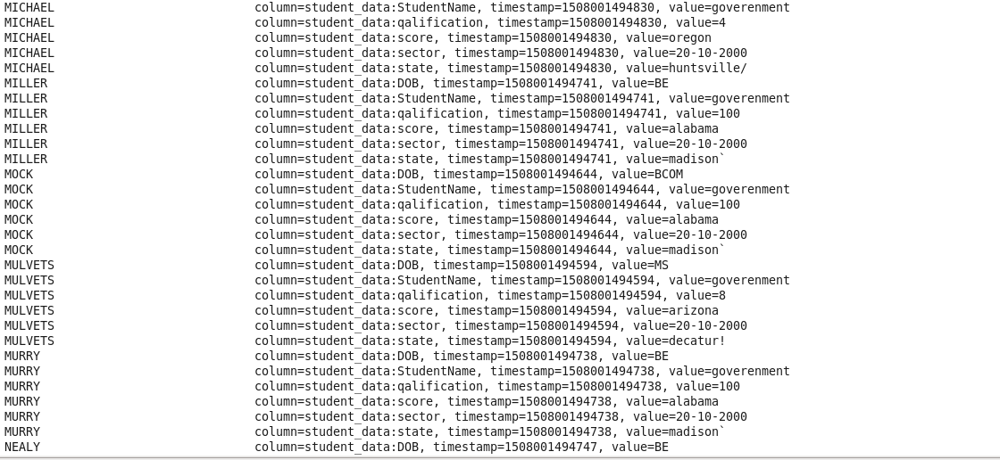 MICHAEL column=student_data:StudentName, timestamp=1508001494830, value=goverenment
MICHAEL column=student_data:qalification, timestamp=1508001494830, value=4
MICHAEL column=student_data:score, timestamp=1508001494830, value=oregon
MICHAEL column=student_data:sector, timestamp=1508001494830, value=20-10-2000
MICHAEL column=student_data:state, timestamp=1508001494830, value=huntsville/
MILLER column=student_data:DOB, timestamp=1508001494741, value=BE
MILLER column=student_data:StudentName, timestamp=1508001494741, value=goverenment
MILLER column=student_data:qalification, timestamp=1508001494741, value=100
MILLER column=student_data:score, timestamp=1508001494741, value=alabama
MILLER column=student_data:sector, timestamp=1508001494741, value=20-10-2000
MILLER column=student_data:state, timestamp=1508001494741, value=madison`
MOCK column=student_data:DOB, timestamp=1508001494644, value=BCOM
MOCK column=student_data:StudentName, timestamp=1508001494644, value=goverenment
MOCK column=student_data:qalification, timestamp=1508001494644, value=100
MOCK column=student_data:score, timestamp=1508001494644, value=alabama
MOCK column=student_data:sector, timestamp=1508001494644, value=20-10-2000
MOCK column=student_data:state, timestamp=1508001494644, value=madison`
MULVETS column=student_data:DOB, timestamp=1508001494594, value=MS
MULVETS column=student_data:StudentName, timestamp=1508001494594, value=goverenment
MULVETS column=student_data:qalification, timestamp=1508001494594, value=8
MULVETS column=student_data:score, timestamp=1508001494594, value=arizona
MULVETS column=student_data:sector, timestamp=1508001494594, value=20-10-2000
MULVETS column=student_data:state, timestamp=1508001494594, value=decatur!
MURRY column=student_data:DOB, timestamp=1508001494738, value=BE
MURRY column=student_data:StudentName, timestamp=1508001494738, value=goverenment
MURRY column=student_data:qalification, timestamp=1508001494738, value=100
MURRY column=student_data:score, timestamp=1508001494738, value=alabama
MURRY column=student_data:sector, timestamp=1508001494738, value=20-10-2000
MURRY column=student_data:state, timestamp=1508001494738, value=madison`
NEALY column=student_data:DOB, timestamp=1508001494747, value=BE